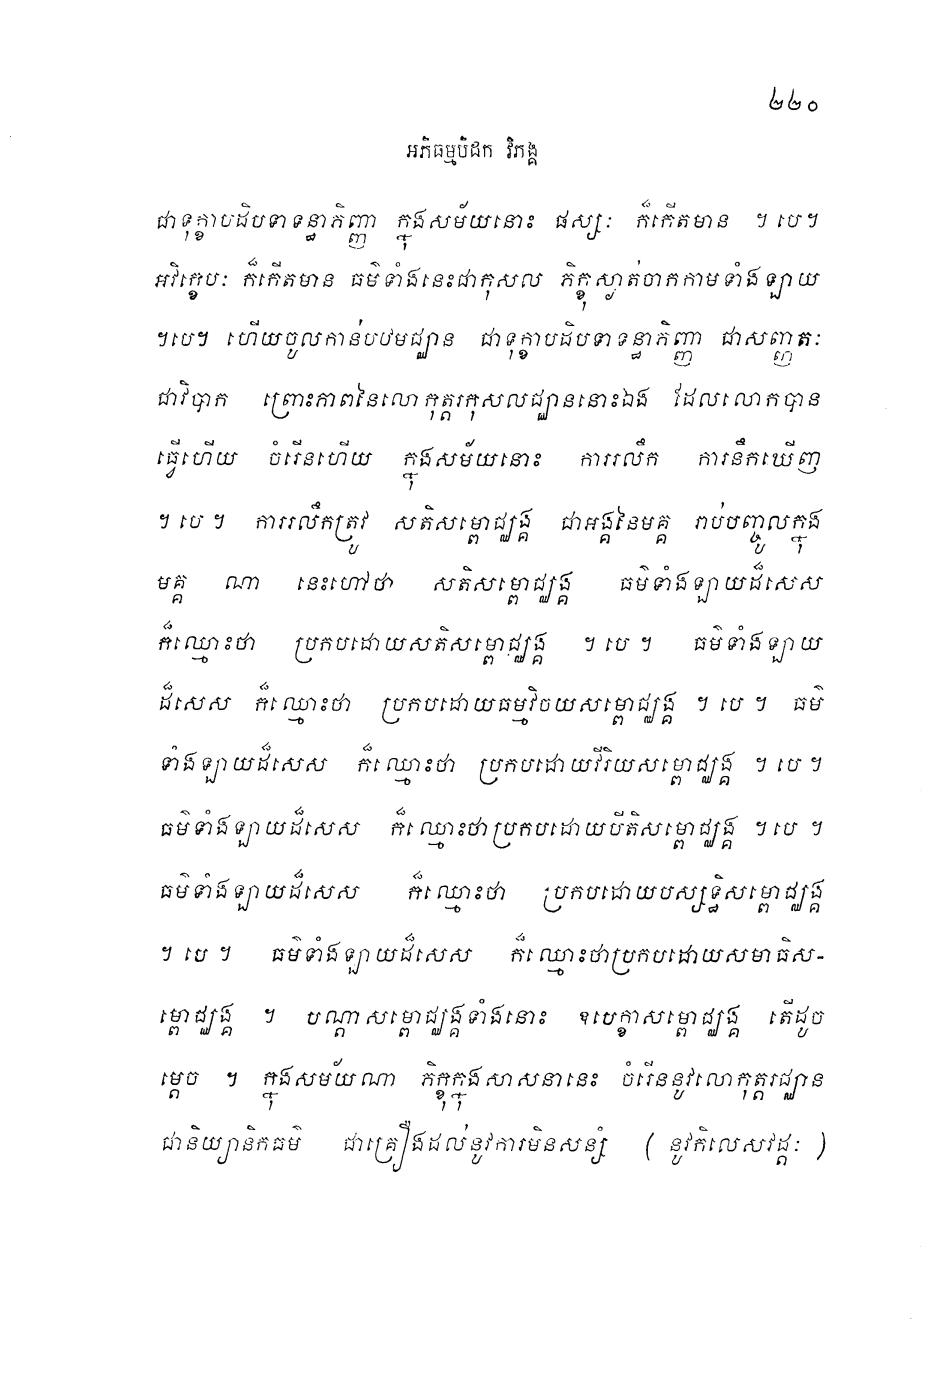 ២២០
អភិធម្មបិដក វិភង្គ
ជាទុក្ខាបដិបទាទន្ធាភិញ្ញា ក្នុងសម័យនោះ ផស្សៈ ក៏កើតមាន ។ បេ។
អវិក្ខេបៈ ក៏កើតមាន ធម៌ទាំងនេះជាកុសល ភិក្ខុស្ងាត់ចាកកាមទាំងឡាយ
។បេ។ ហើយចូលកាន់បឋមជ្ឈាន ជាទុក្ខាបដិបទាទន្ធាភិញ្ញា ជាសុញ្ញតៈ
ជាវិបាក ព្រោះភាពនៃលោកុត្តរកុសលជ្ឈាននោះឯង ដែលលោកបាន
ធ្វើហើយ ចំរើនហើយ ក្នុងសម័យនោះ ការរលឹក ការនឹកឃើញ
។ បេ ។ ការរលឹកត្រូវ សតិសម្ពោជ្ឈង្គ ជាអង្គនៃមគ្គ រាប់បញ្ចូលក្នុង
មគ្គ ណា នេះហៅថា សតិសម្ពោជ្ឈង្គ ធម៌ទាំងឡាយដ៏សេស
ក៏ឈ្មោះថា ប្រកបដោយសតិសម្ពោជ្ឈង្គ ។ បេ ។ ធម៌ទាំងឡាយ
ដ៏សេស ក៏ឈ្មោះថា ប្រកបដោយធម្មវិចយសម្ពោជ្ឈង្គ ។ បេ ។ ធម៌
ទាំងឡាយដ៏សេស ក៏ឈ្មោះថា ប្រកបដោយវីរិយសម្ពោជ្ឈង្គ ។ បេ ។
ធម៌ទាំងឡាយដ៏សេស ក៏ឈ្មោះថាប្រកបដោយបីតិសម្ពោជ្ឈង្គ ។បេ ។
ធម៌ទាំងឡាយដ៏សេស ក៏ឈ្មោះថា ប្រកបដោយបស្សទ្ធិសម្ពោជ្ឈង្គ
។ បេ ។ ធម៌ទាំងឡាយដ៏សេស ក៏ឈ្មោះថាប្រកបដោយសមាធិស-
ម្ពោជ្ឈង្គ ។ បណ្តាសម្ពោជ្ឈង្គទាំងនោះ ឧបេក្ខាសម្ពោជ្ឈង្គ តើដូច
ម្តេច ។ ក្នុងសម័យណា ភិក្ខុក្នុងសាសនានេះ ចំរើននូវលោកុត្តរជ្ឈាន
ជានិយ្យានិកធម៌ ជាគ្រឿងដល់នូវការមិនសន្សំ ( នូវកិលេសវដ្តៈ )